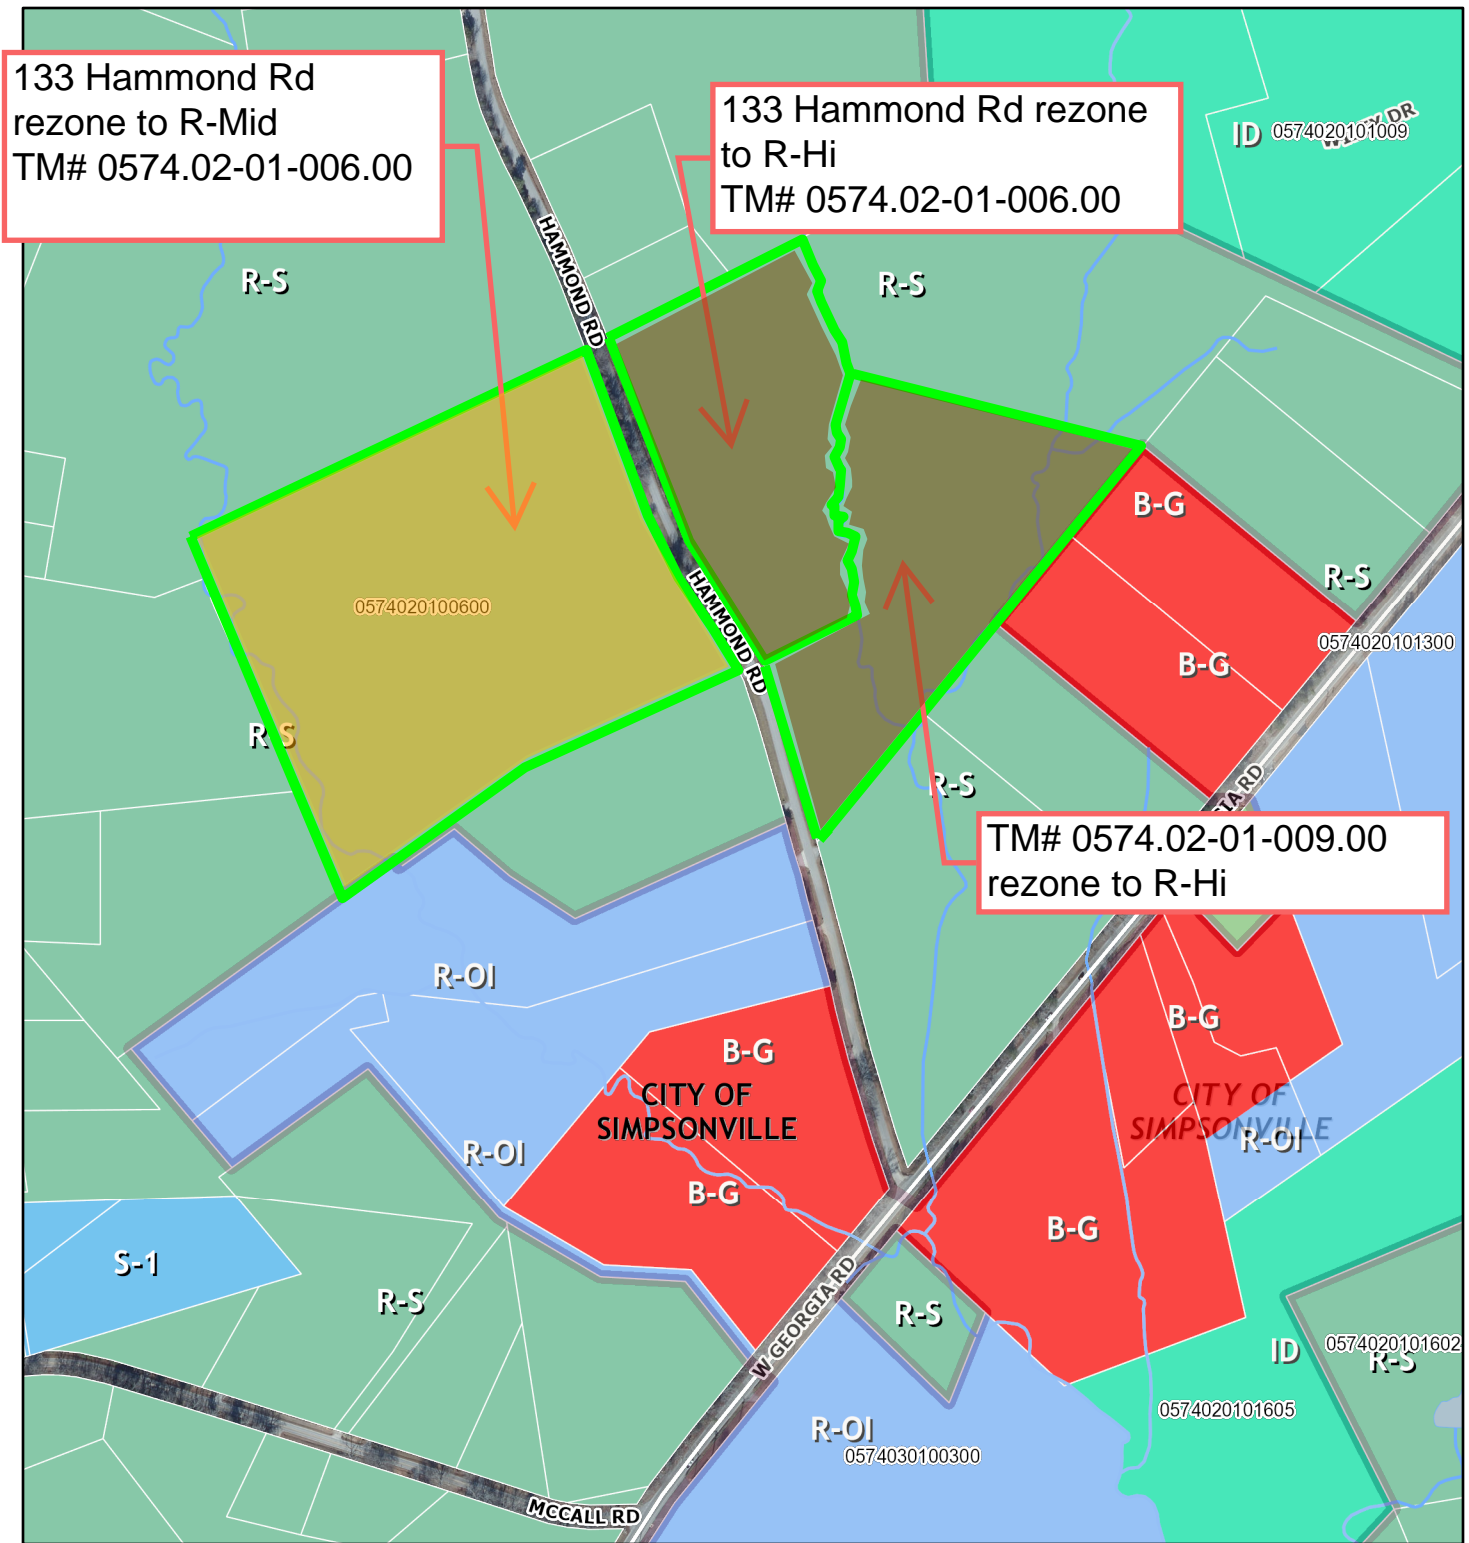 133 Hammond Rd
rezone to R-Mid
TM# 0574.02-01-006.00
133 Hammond Rd rezone
to R-Hi
TM# 0574.02-01-006.00
ID
0574020101009
DR
R-S
HAMMOND RD
R-S
B-G
R-S
0574020100600
HAMMOND RD
0574020101300
B-G
R-S
R-S
GIA RD
TM# 0574.02-01-009.00
rezone to R-Hi
R-OI
B-G
B-G
CITY OF
SIMPSONVILLE
CITY OF
SIMPSONVILLE
R-OI
R-OI
B-G
B-G
S-1
R-S
W GEORGIA RD
R-S
ID
0574020101602
R-S
0574020101605
R-OI
0574030100300
MCCALL RD